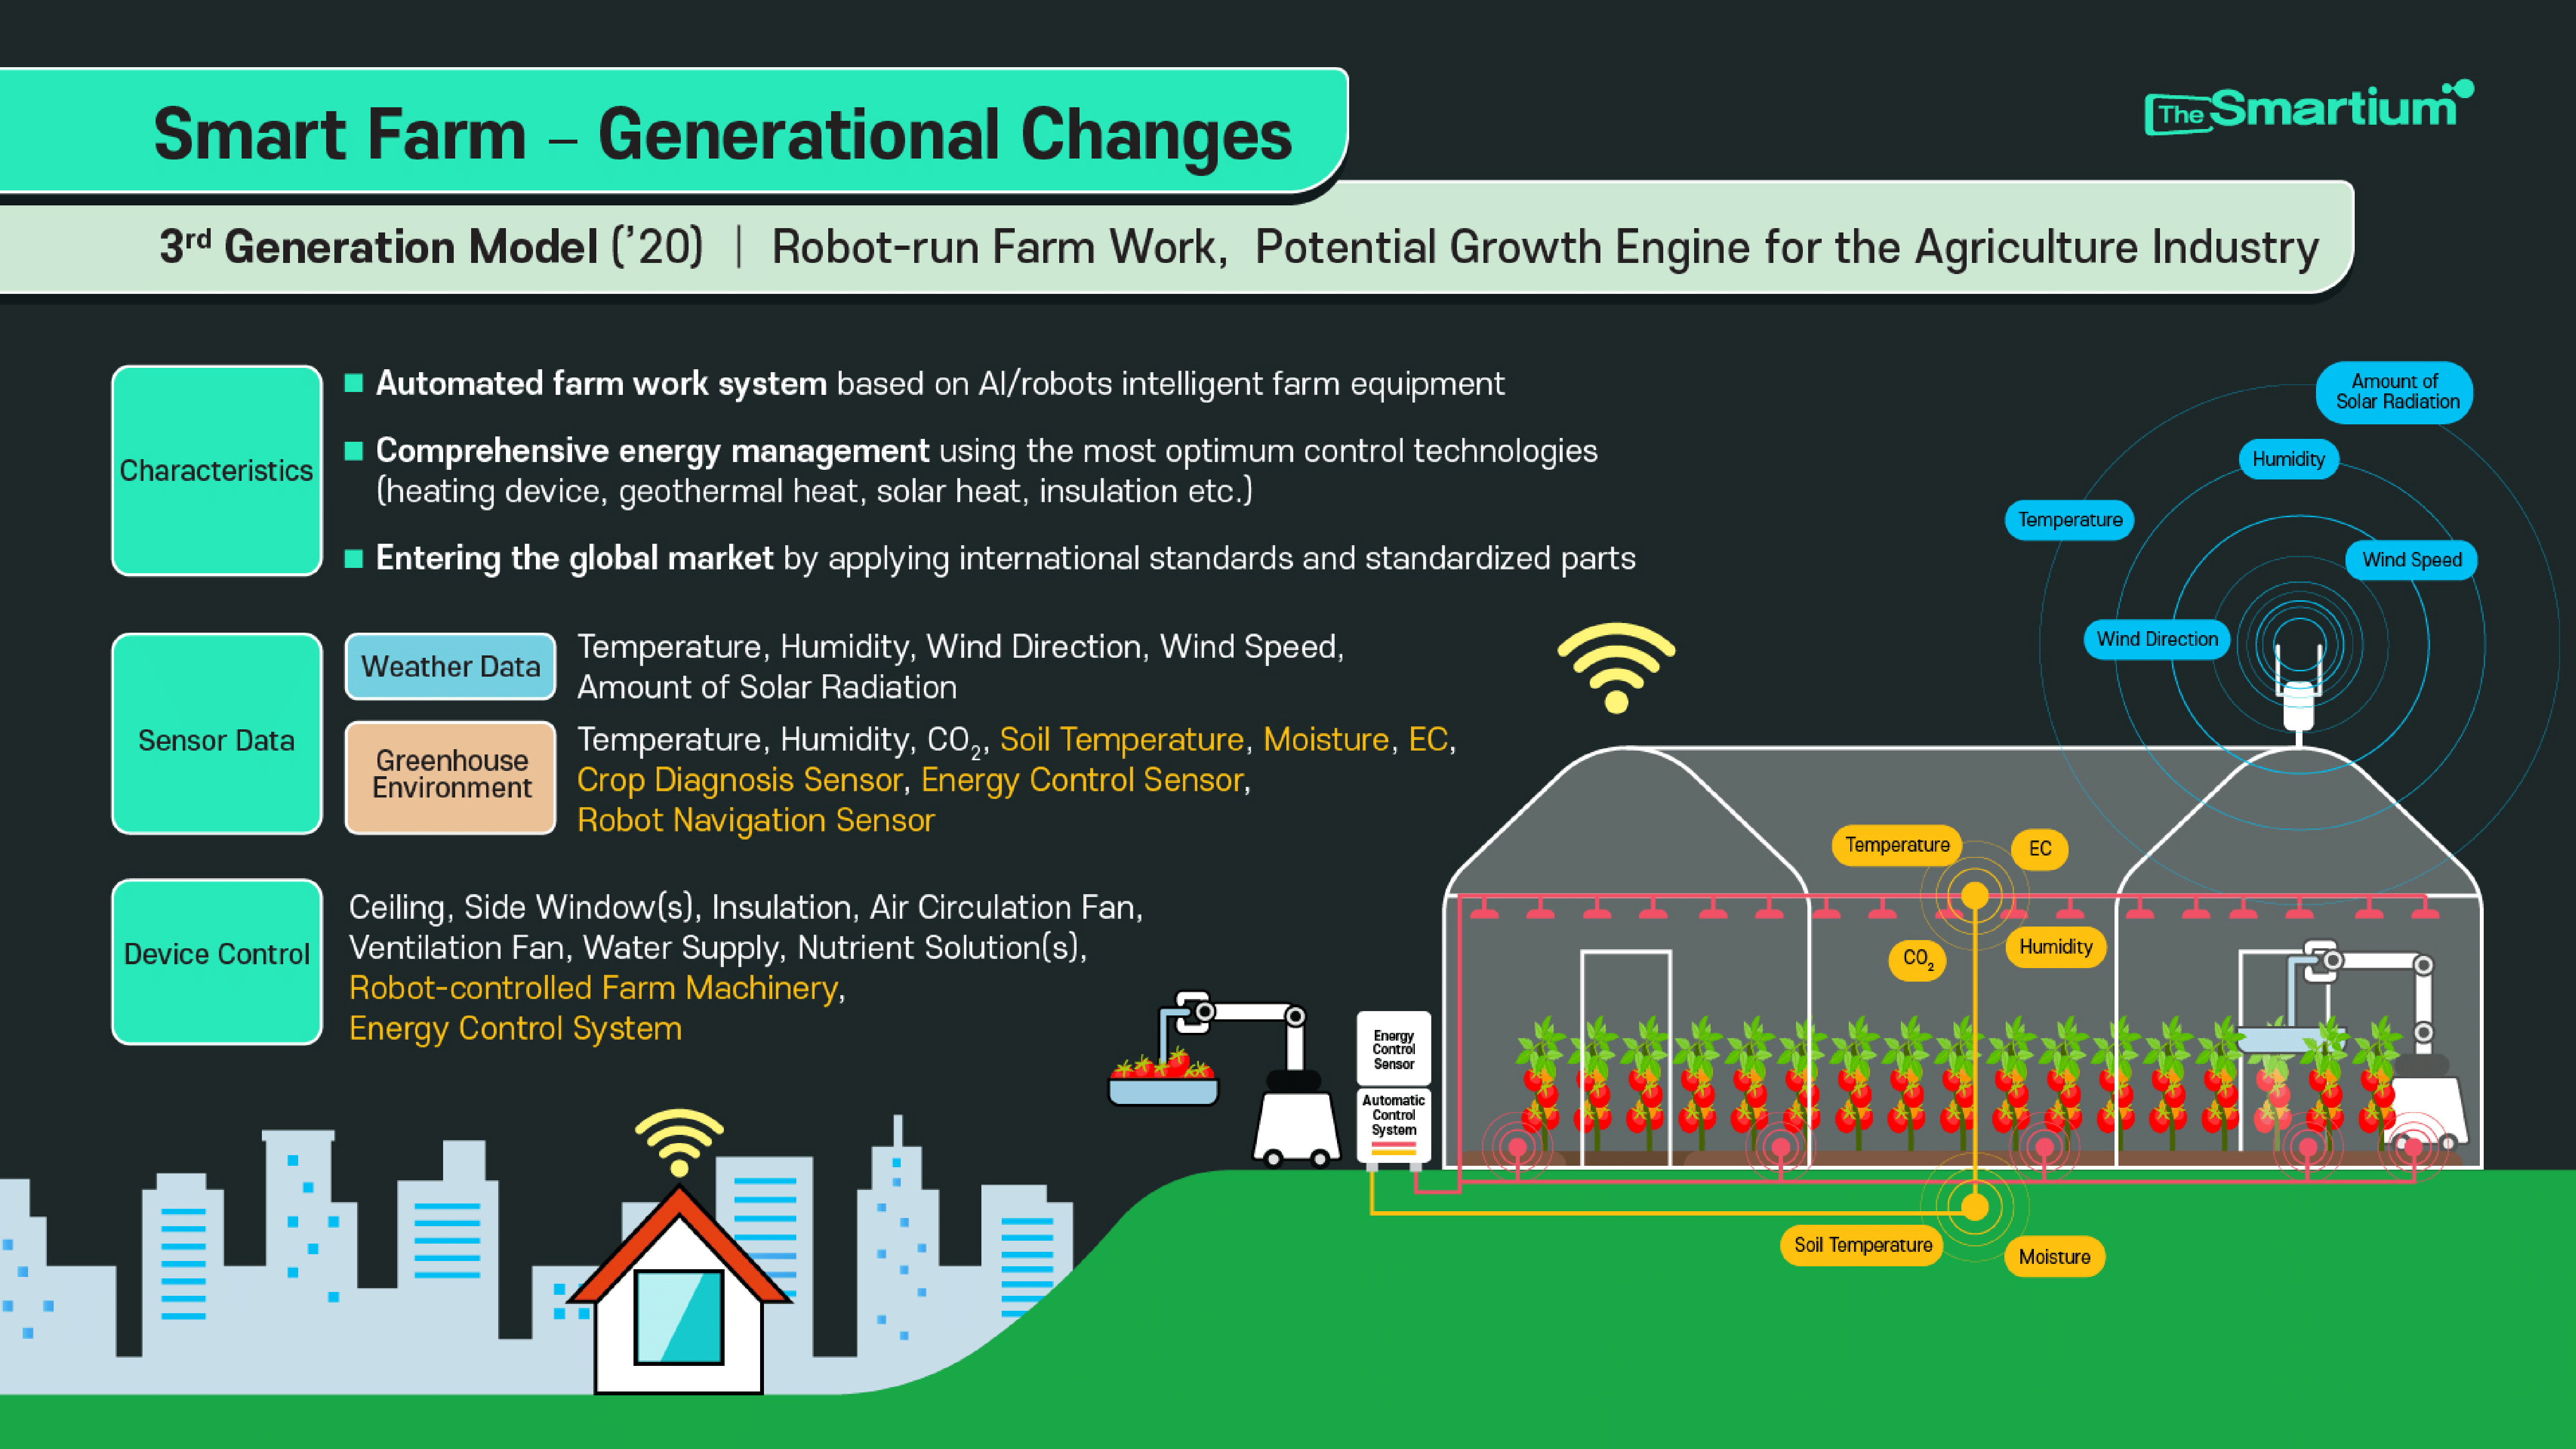 Smart Farm – Generational Changes
The Smartium
3rd Generation Model ('20) | Robot-run Farm Work, Potential Growth Engine for the Agriculture Industry
Characteristics
■ Automated farm work system based on AI/robots intelligent farm equipment
■ Comprehensive energy management using the most optimum control technologies
(heating device, geothermal heat, solar heat, insulation etc.)
■ Entering the global market by applying international standards and standardized parts
Sensor Data
Weather Data
Temperature, Humidity, Wind Direction, Wind Speed,
Amount of Solar Radiation
Greenhouse
Environment
Temperature, Humidity, CO₂, Soil Temperature, Moisture, EC,
Crop Diagnosis Sensor, Energy Control Sensor,
Robot Navigation Sensor
Device Control
Ceiling, Side Window(s), Insulation, Air Circulation Fan,
Ventilation Fan, Water Supply, Nutrient Solution(s),
Robot-controlled Farm Machinery,
Energy Control System
Amount of
Solar Radiation
Humidity
Temperature
Wind Speed
Wind Direction
Temperature
EC
CO₂
Humidity
Energy
Control
Sensor
Automatic
Control
System
Soil Temperature
Moisture